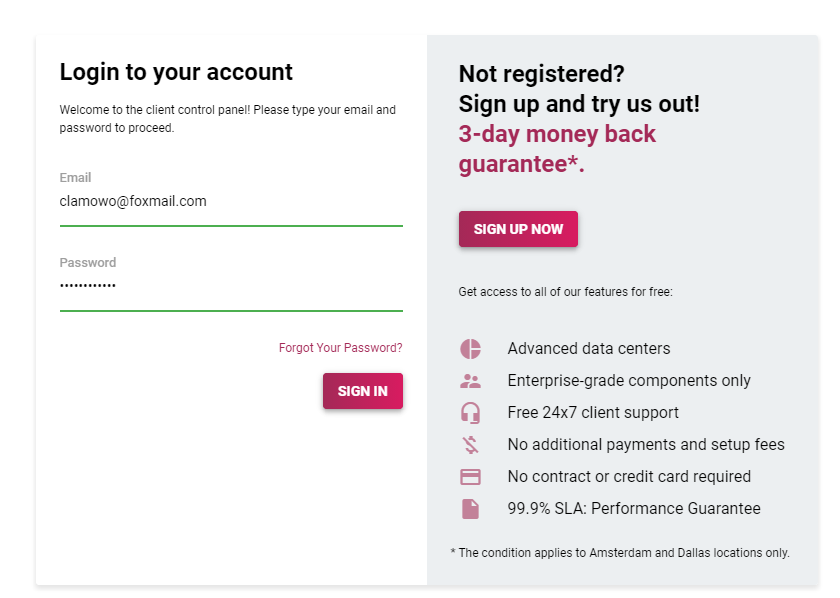 Login to your account
Welcome to the client control panel! Please type your email and
password to proceed.
Email
clamowo@foxmail.com
Password
••••••••••••
Forgot Your Password?
SIGN IN
Not registered?
Sign up and try us out!
3-day money back
guarantee*.
SIGN UP NOW
Get access to all of our features for free:
Advanced data centers
Enterprise-grade components only
Free 24x7 client support
No additional payments and setup fees
No contract or credit card required
99.9% SLA: Performance Guarantee
* The condition applies to Amsterdam and Dallas locations only.